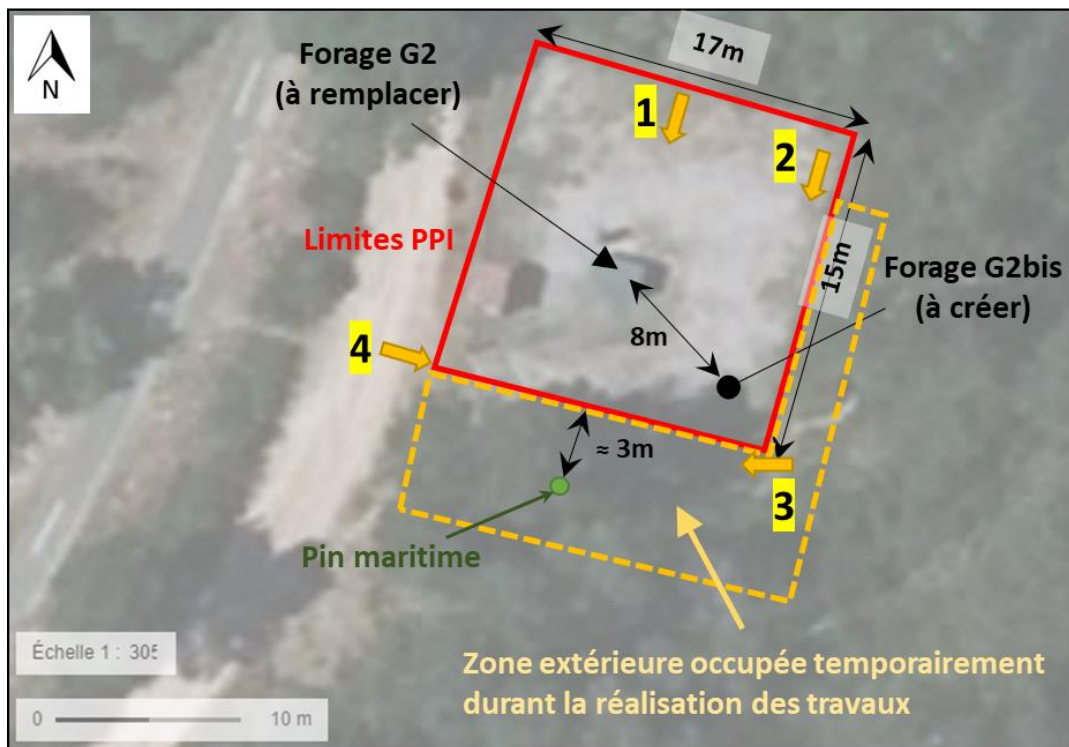 N
Forage G2
(à remplacer)
17m
1
2
Limites PPI
15m
Forage G2bis
(à créer)
4
8m
≈ 3m
3
Pin maritime
Échelle 1 : 305
Zone extérieure occupée temporairement
durant la réalisation des travaux
0 10 m